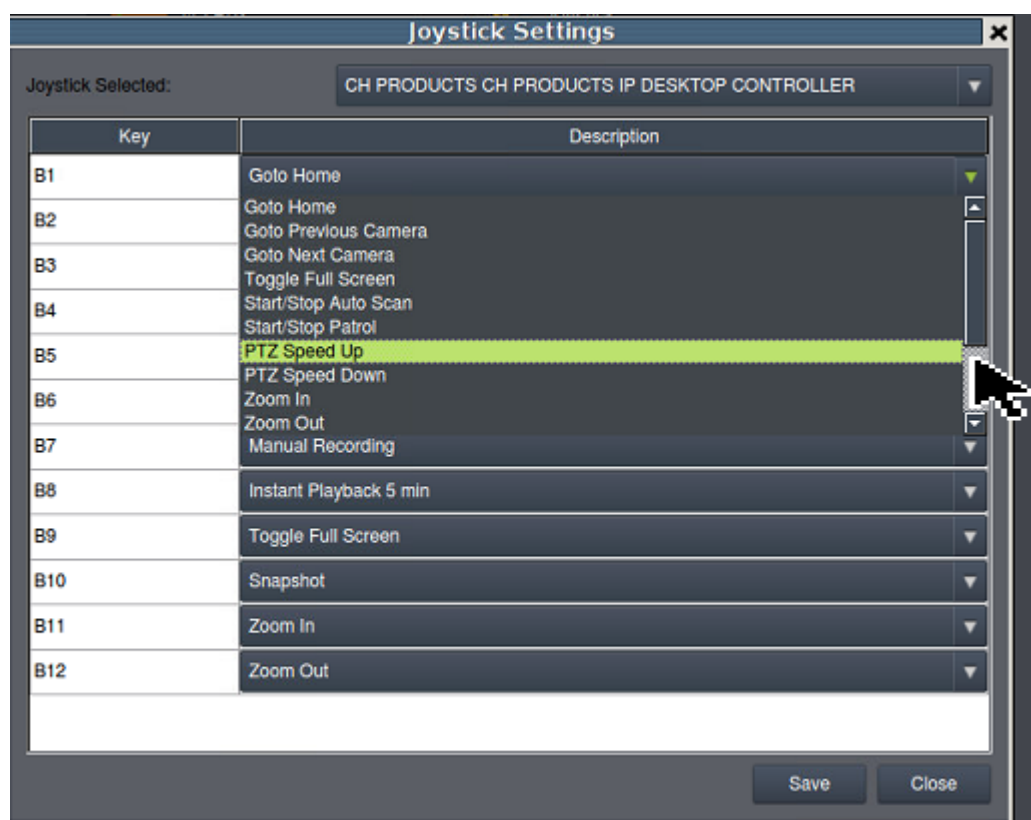 Joystick Settings
Joystick Selected: CH PRODUCTS CH PRODUCTS IP DESKTOP CONTROLLER
Key Description
B1 Goto Home
Goto Home
B2
Goto Previous Camera
Goto Next Camera
B3
Toggle Full Screen
B4 Start/Stop Auto Scan
Start/Stop Patrol
B5 PTZ Speed Up
PTZ Speed Down
B6 Zoom In
Zoom Out
B7 Manual Recording
B8 Instant Playback 5 min
B9 Toggle Full Screen
B10 Snapshot
B11 Zoom In
B12 Zoom Out
Save Close